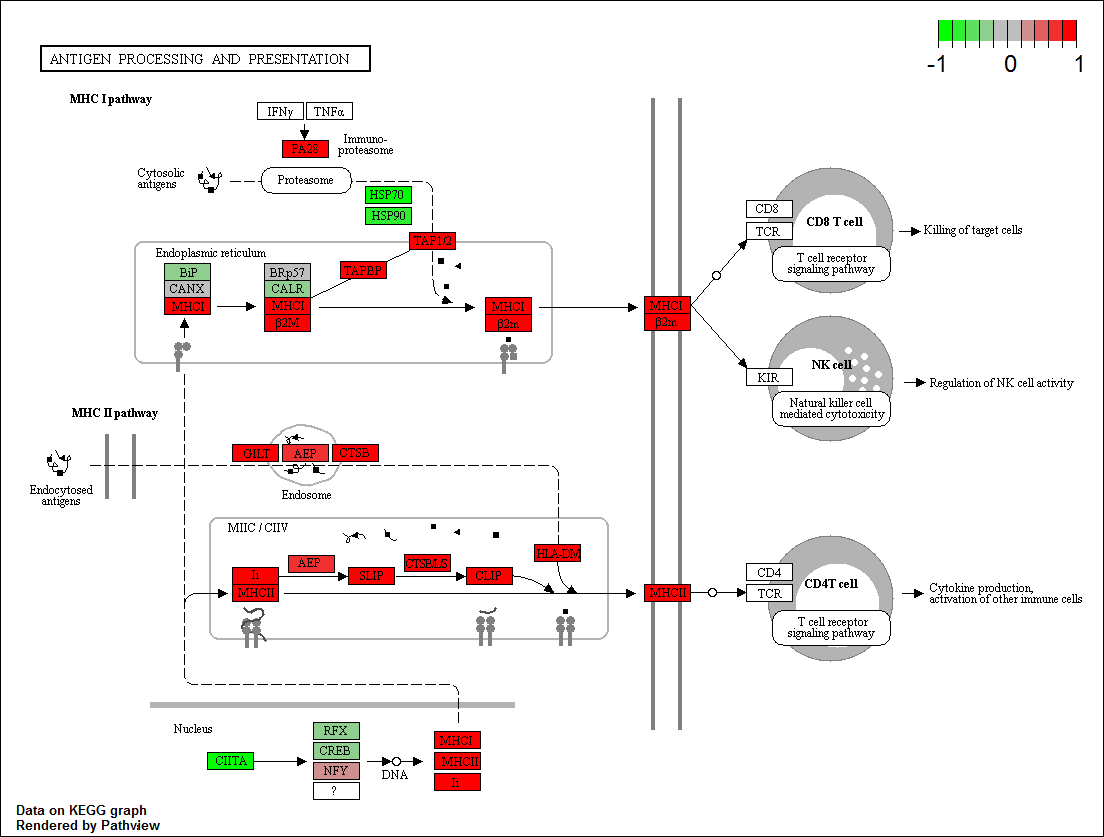 -1 0 1
ANTIGEN PROCESSING AND PRESENTATION
MHC I pathway
IFNγ
TNFα
PA28
Immuno-
proteasome
Cytosolic
antigens
Proteasome
HSP70
HSP90
TAP1/2
Endoplasmic reticulum
BiP
CANX
MHCI
BRp57
CALR
MHCI
β2M
TAPBP
MHCI
β2m
MHCI
β2m
CD8
TCR
CD8 T cell
T cell receptor
signaling pathway
Killing of target cells
KIR
NK cell
Natural killer cell
mediated cytotoxicity
Regulation of NK cell activity
MHC II pathway
Endocytosed
antigens
GILT
AEP
CTSB
Endosome
MIIC / CIIV
Ii
MHCII
AEP
SLIP
CTSB/LS
CLIP
HLA-DM
MHCII
CD4
TCR
CD4T cell
T cell receptor
signaling pathway
Cytokine production,
activation of other immune cells
Nucleus
CIITA
RFX
CREB
NFY
?
DNA
MHCI
MHCII
Ii
Data on KEGG graph
Rendered by Pathview